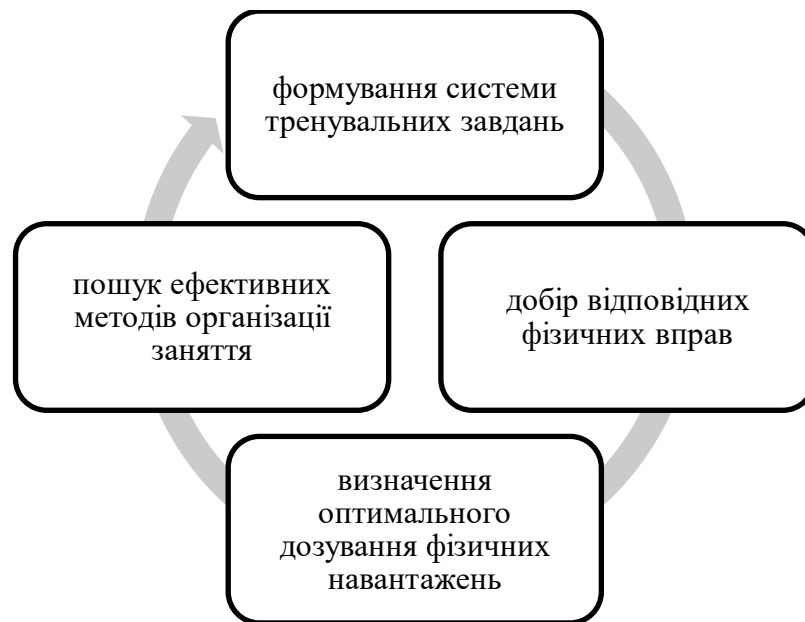 формування системи
тренувальних завдань
добір відповідних
фізичних вправ
визначення
оптимального
дозування фізичних
навантажень
пошук ефективних
методів організації
заняття